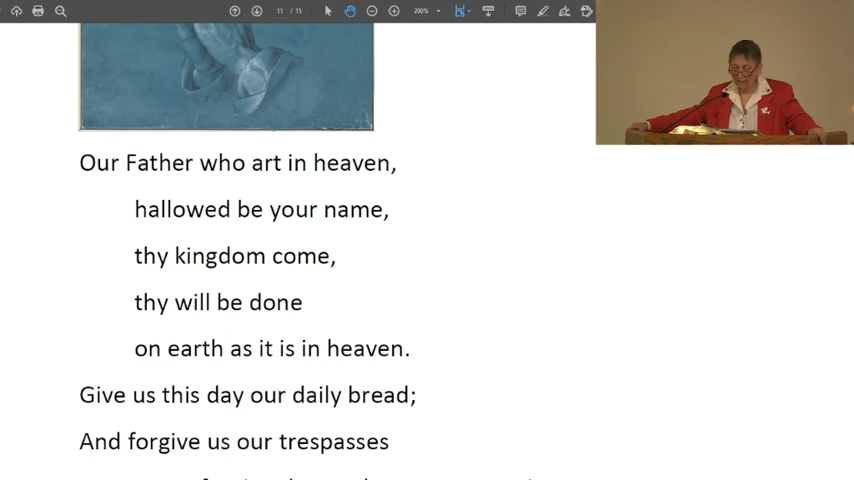 11 / 15
200%
Our Father who art in heaven,
hallowed be your name,
thy kingdom come,
thy will be done
on earth as it is in heaven.
Give us this day our daily bread;
And forgive us our trespasses